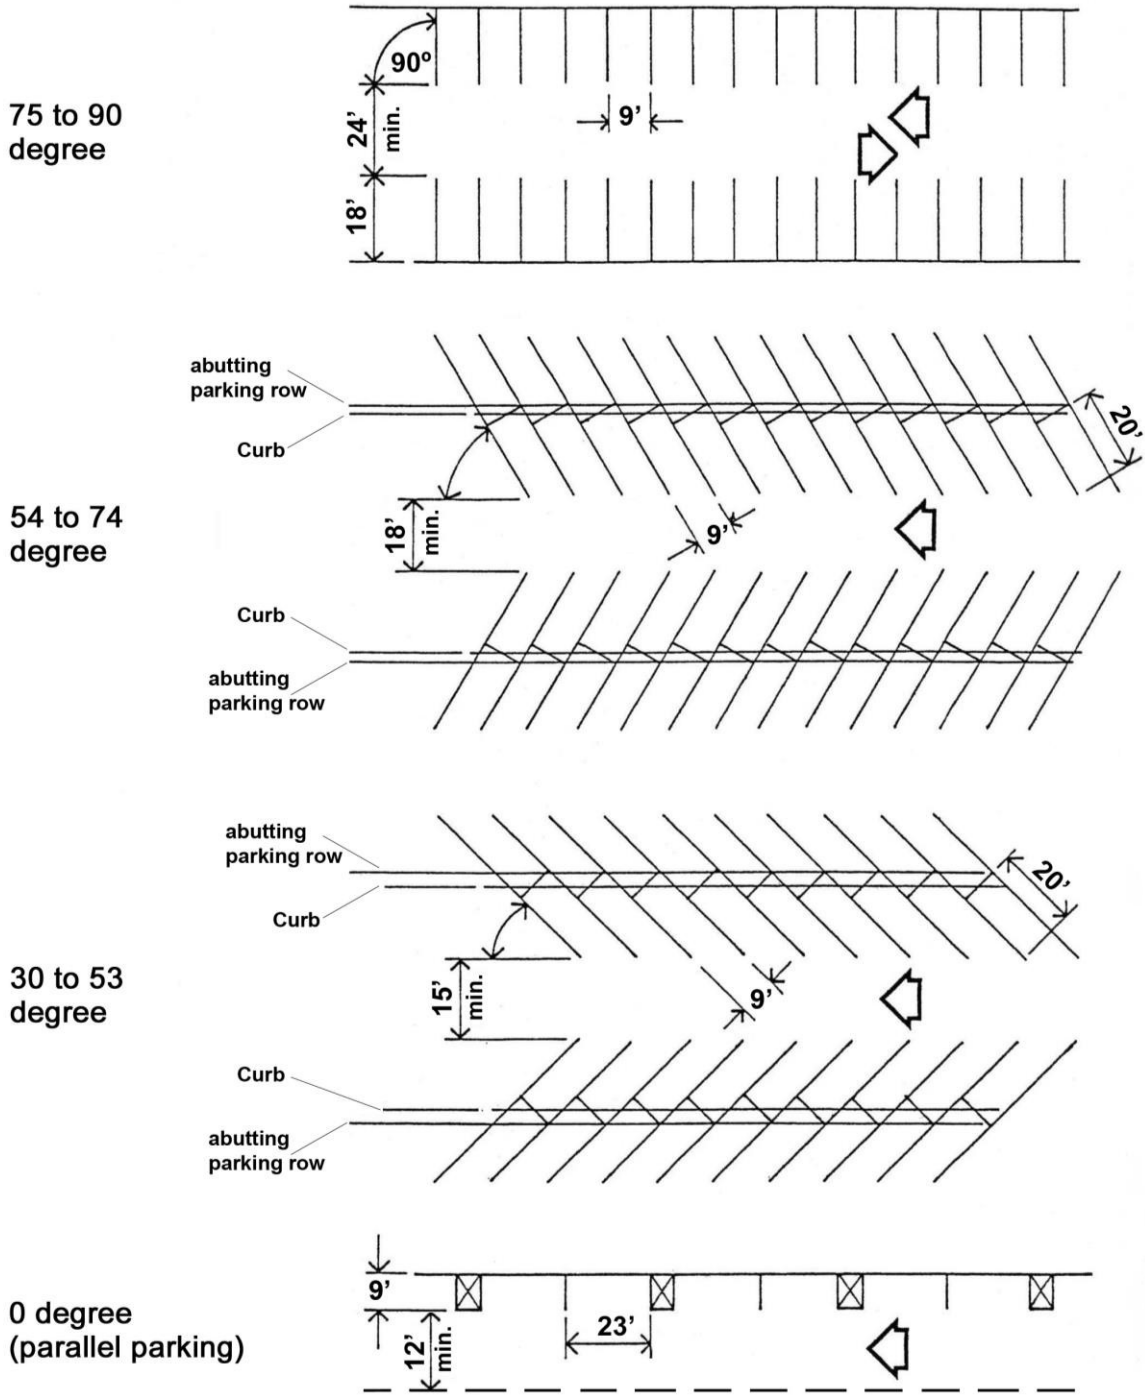 90º
75 to 90
degree
24'
min.
9'
18'
abutting
parking row
Curb
20'
54 to 74
degree
18'
min.
9'
Curb
abutting
parking row
abutting
parking row
Curb
20'
30 to 53
degree
15'
min.
9'
Curb
abutting
parking row
9'
0 degree
(parallel parking)
12'
min.
23'